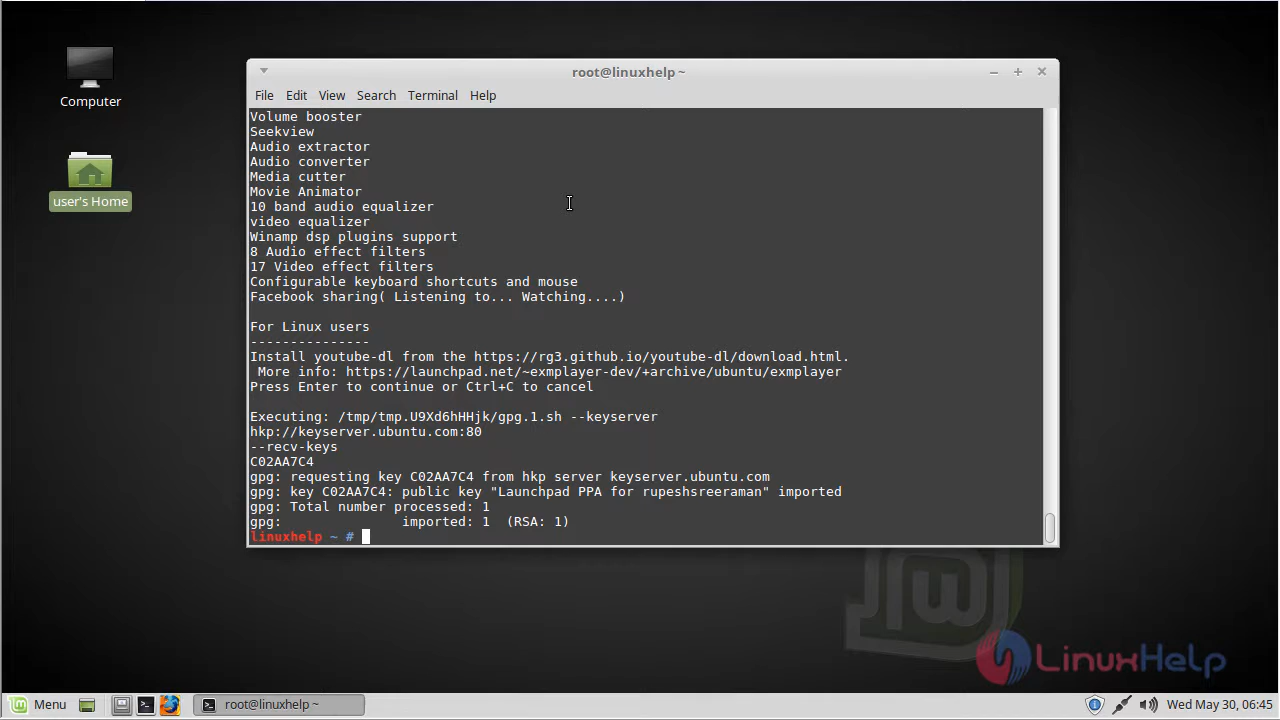 Computer
user's Home
root@linuxhelp ~
File Edit View Search Terminal Help
Volume booster
Seekview
Audio extractor
Audio converter
Media cutter
Movie Animator
10 band audio equalizer
video equalizer
Winamp dsp plugins support
8 Audio effect filters
17 Video effect filters
Configurable keyboard shortcuts and mouse
Facebook sharing( Listening to... Watching....)
For Linux users
---------------
Install youtube-dl from the https://rg3.github.io/youtube-dl/download.html.
More info: https://launchpad.net/~exmplayer-dev/+archive/ubuntu/exmplayer
Press Enter to continue or Ctrl+C to cancel
Executing: /tmp/tmp.U9Xd6hHHjk/gpg.1.sh --keyserver
hkp://keyserver.ubuntu.com:80
--recv-keys
C02AA7C4
gpg: requesting key C02AA7C4 from hkp server keyserver.ubuntu.com
gpg: key C02AA7C4: public key "Launchpad PPA for rupeshsreeraman" imported
gpg: Total number processed: 1
gpg:               imported: 1  (RSA: 1)
linuxhelp ~ #
LinuxHelp
Menu
root@linuxhelp ~
Wed May 30, 06:45